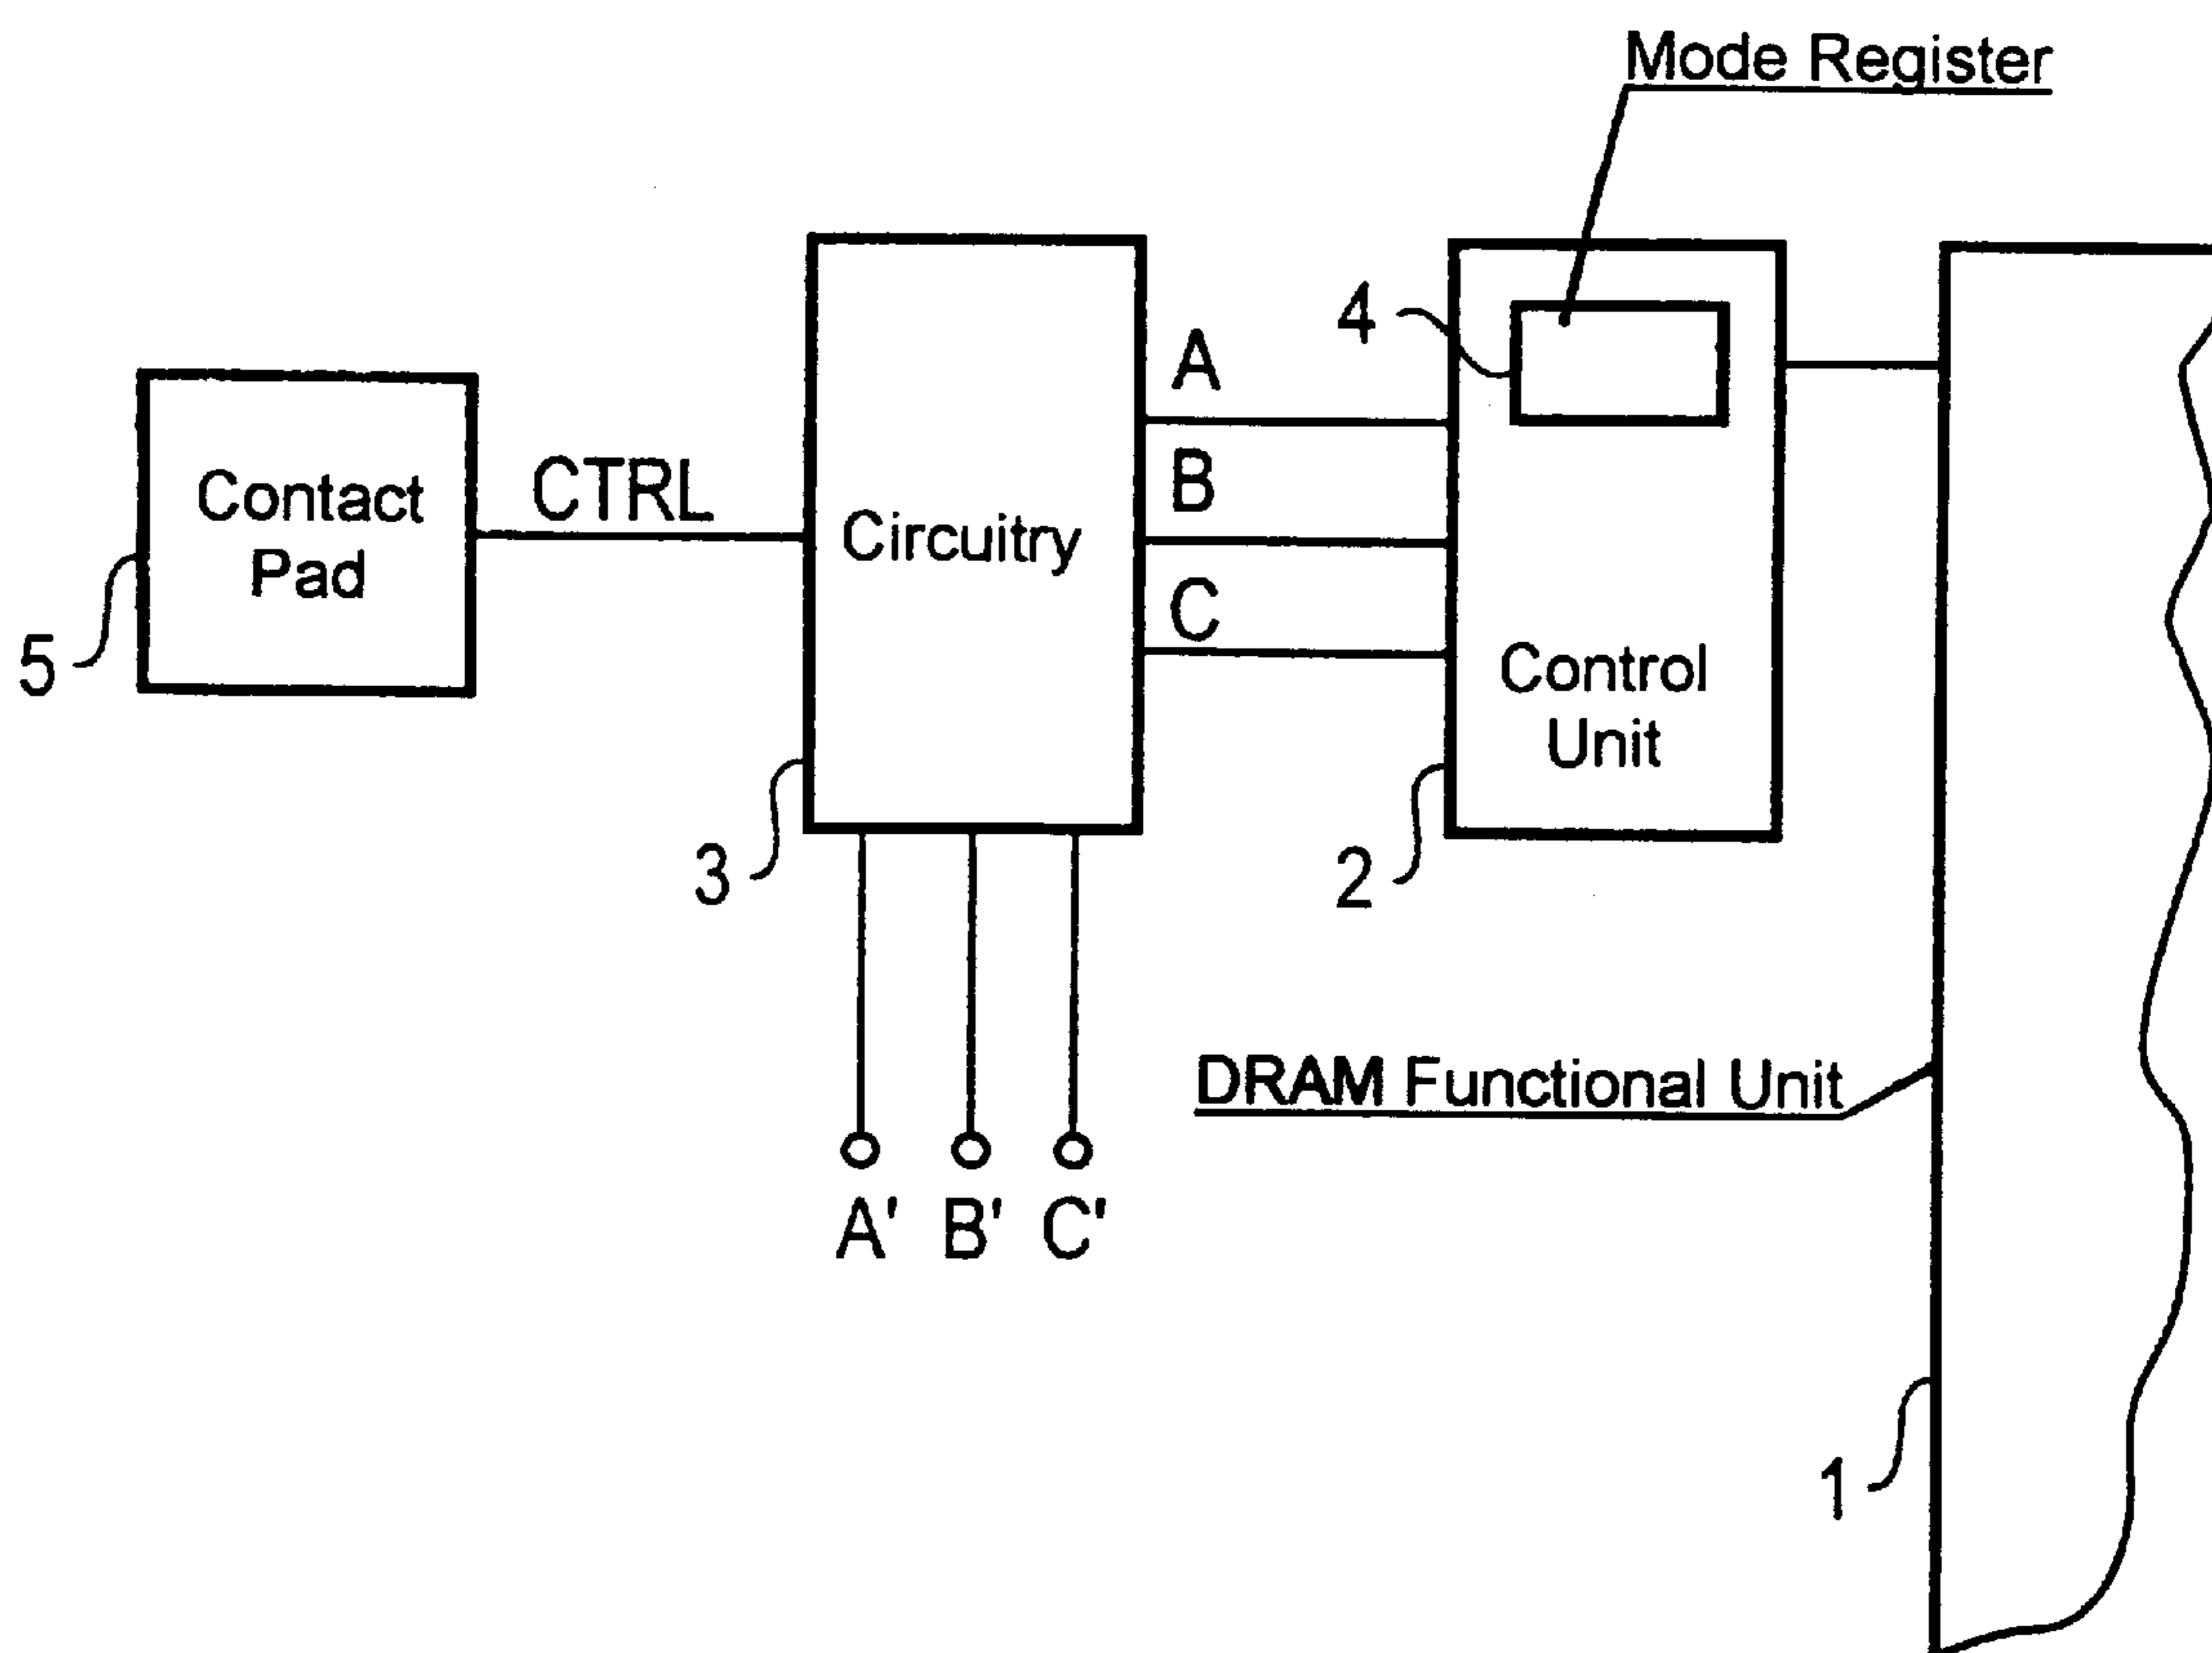 Mode Register
4
A
Contact
Pad
CTRL
Circuitry
B
C
Control
Unit
5
3
2
DRAM Functional Unit
A' B' C'
1